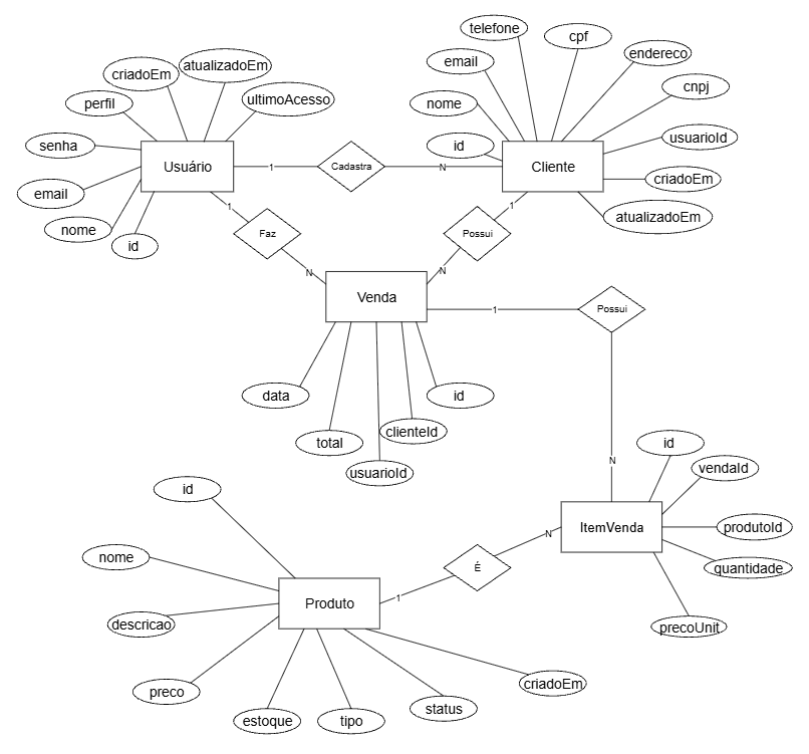 telefone
cpf
endereco
cnpj
email
nome
id
usuarioId
criadoEm
atualizadoEm
Cliente
atualizadoEm
criadoEm
ultimoAcesso
perfil
senha
email
nome
id
Usuário
1
Cadastra
N
1
Faz
N
1
Possui
N
Venda
1
Possui
N
data
total
usuarioId
clienteId
id
id
vendaId
produtoId
quantidade
precoUnit
ItemVenda
N
É
1
Produto
id
nome
descricao
preco
estoque
tipo
status
criadoEm